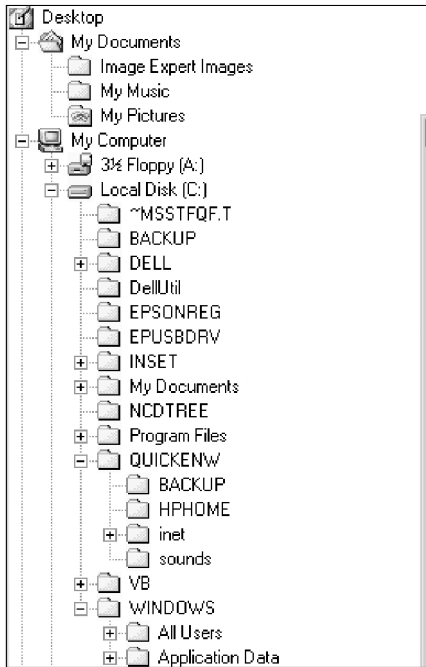 Desktop
My Documents
Image Expert Images
My Music
My Pictures
My Computer
3½ Floppy (A:)
Local Disk (C:)
~MSSTFQF.T
BACKUP
DELL
DellUtil
EPSONREG
EPUSBDRV
INSET
My Documents
NCDTREE
Program Files
QUICKENW
BACKUP
HPHOME
inet
sounds
VB
WINDOWS
All Users
Application Data